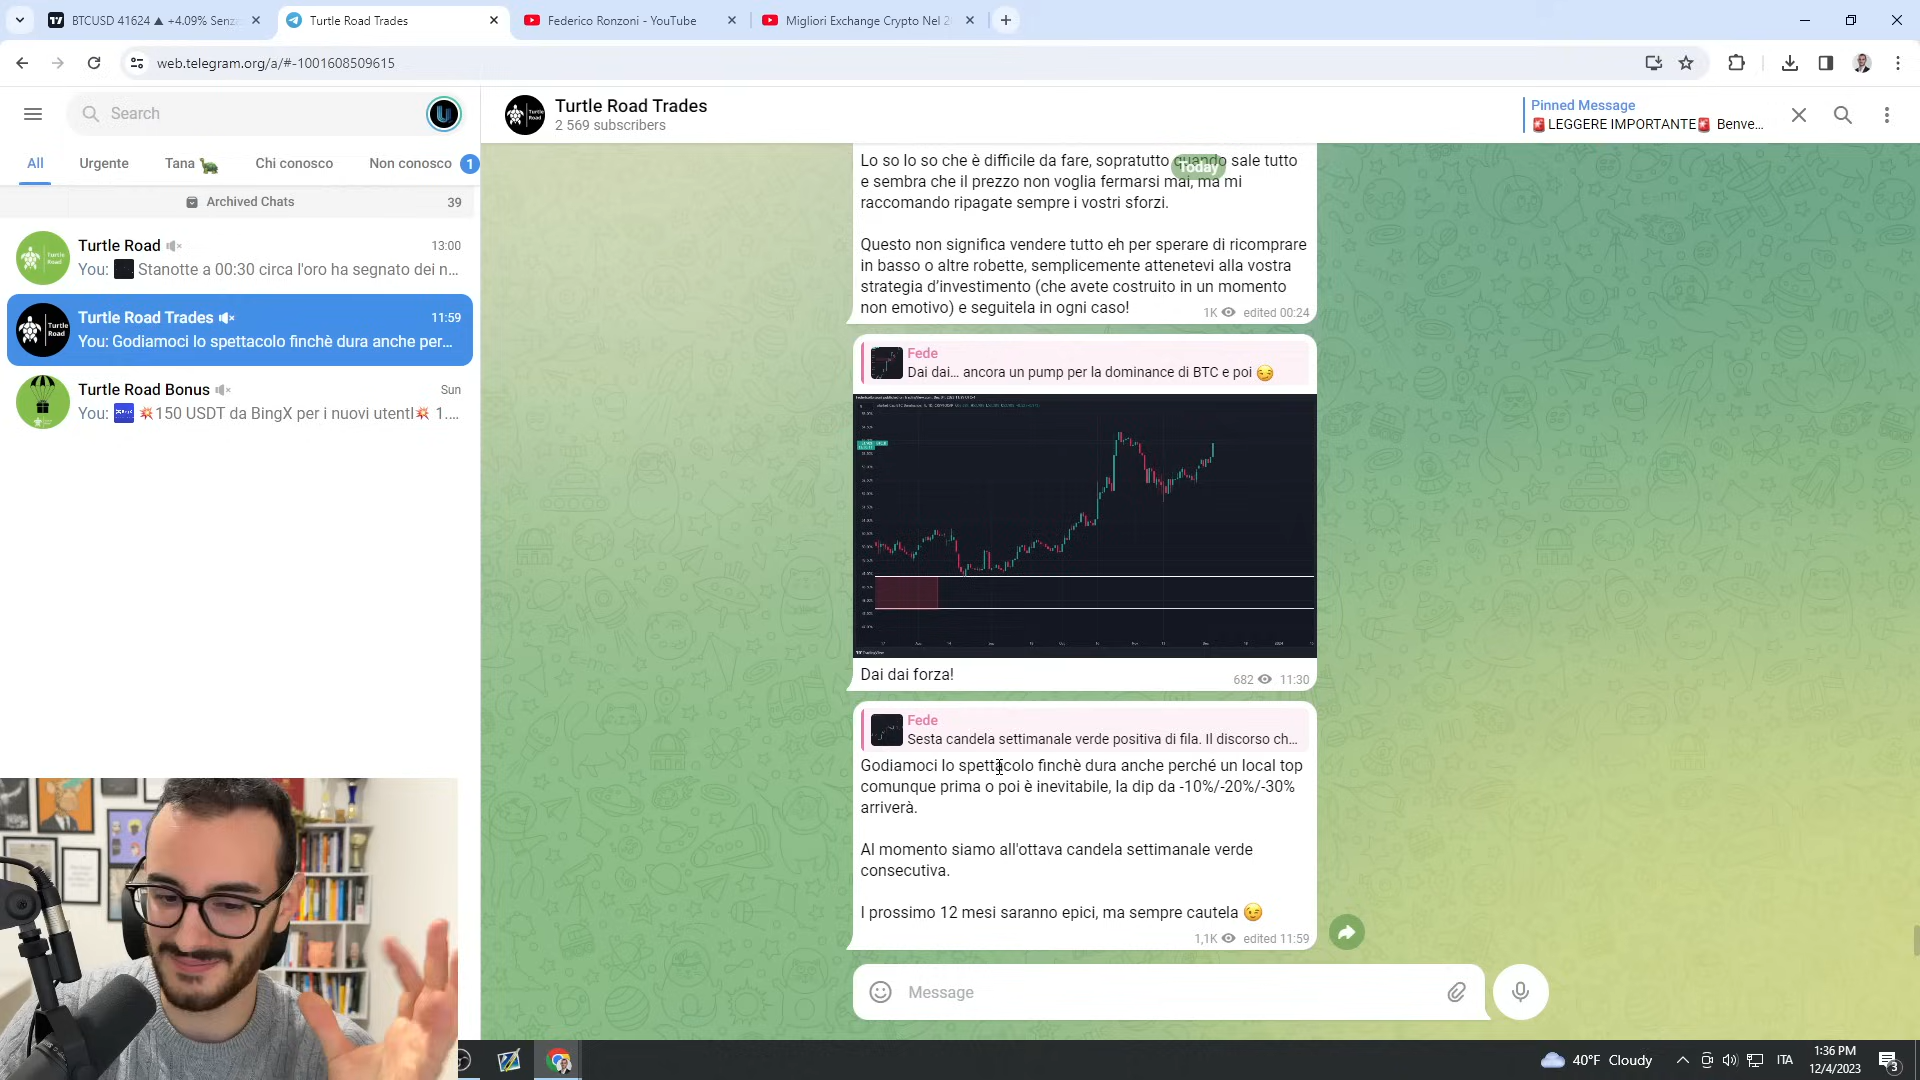 BTCUSD 41624 ▲ +4.09% Senz
Turtle Road Trades
Federico Ronzoni - YouTube
Migliori Exchange Crypto Nel 2
web.telegram.org/a/#-1001608509615
Search
Turtle Road Trades
2 569 subscribers
Pinned Message
🚨LEGGERE IMPORTANTE🚨 Benve...
All
Urgente
Tana 🐢
Chi conosco
Non conosco 1
Archived Chats
39
Turtle Road
13:00
You: Stanotte a 00:30 circa l'oro ha segnato dei n...
Turtle Road Trades
11:59
You: Godiamoci lo spettacolo finchè dura anche per...
Turtle Road Bonus
Sun
You: 💥150 USDT da BingX per i nuovi utentI💥 1....
Today
Lo so lo so che è difficile da fare, sopratutto quando sale tutto
e sembra che il prezzo non voglia fermarsi mai, ma mi
raccomando ripagate sempre i vostri sforzi.
Questo non significa vendere tutto eh per sperare di ricomprare
in basso o altre robette, semplicemente attenetevi alla vostra
strategia d'investimento (che avete costruito in un momento
non emotivo) e seguitela in ogni caso!
1K edited 00:24
Fede
Dai dai... ancora un pump per la dominance di BTC e poi 😏
Dai dai forza!
682 11:30
Fede
Sesta candela settimanale verde positiva di fila. Il discorso ch...
Godiamoci lo spettacolo finchè dura anche perché un local top
comunque prima o poi è inevitabile, la dip da -10%/-20%/-30%
arriverà.
Al momento siamo all'ottava candela settimanale verde
consecutiva.
I prossimo 12 mesi saranno epici, ma sempre cautela 😉
1,1K edited 11:59
Message
40°F Cloudy
ITA
1:36 PM
12/4/2023
3